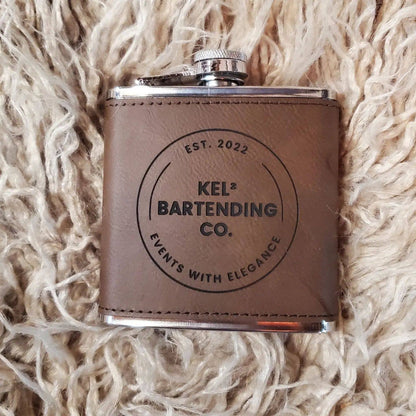 EST. 2022
KEL²
BARTENDING
CO.
EVENTS WITH ELEGANCE